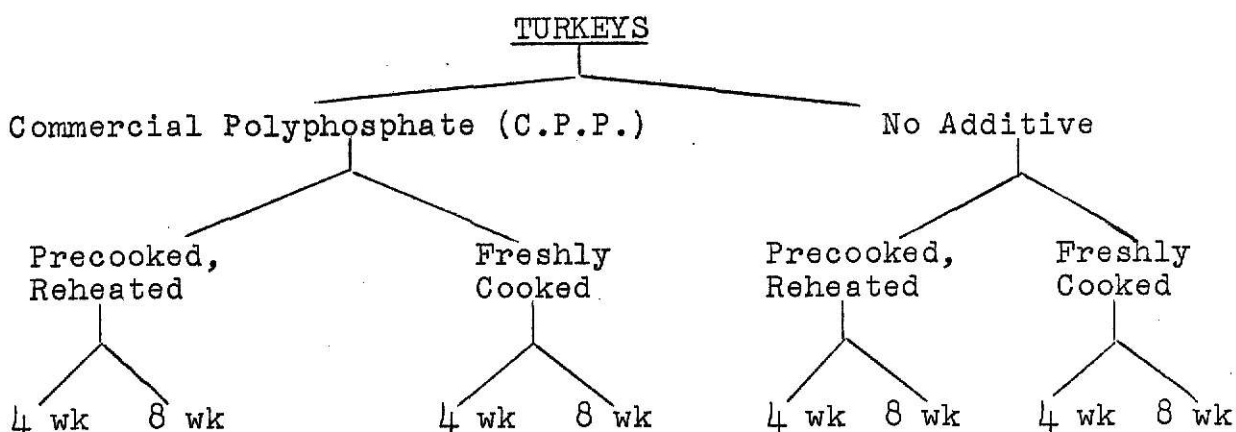 TURKEYS
Commercial Polyphosphate (C.P.P.) No Additive
Precooked, Reheated
Freshly Cooked
Precooked, Reheated
Freshly Cooked
4 wk 8 wk 4 wk 8 wk 4 wk 8 wk 4 wk 8 wk